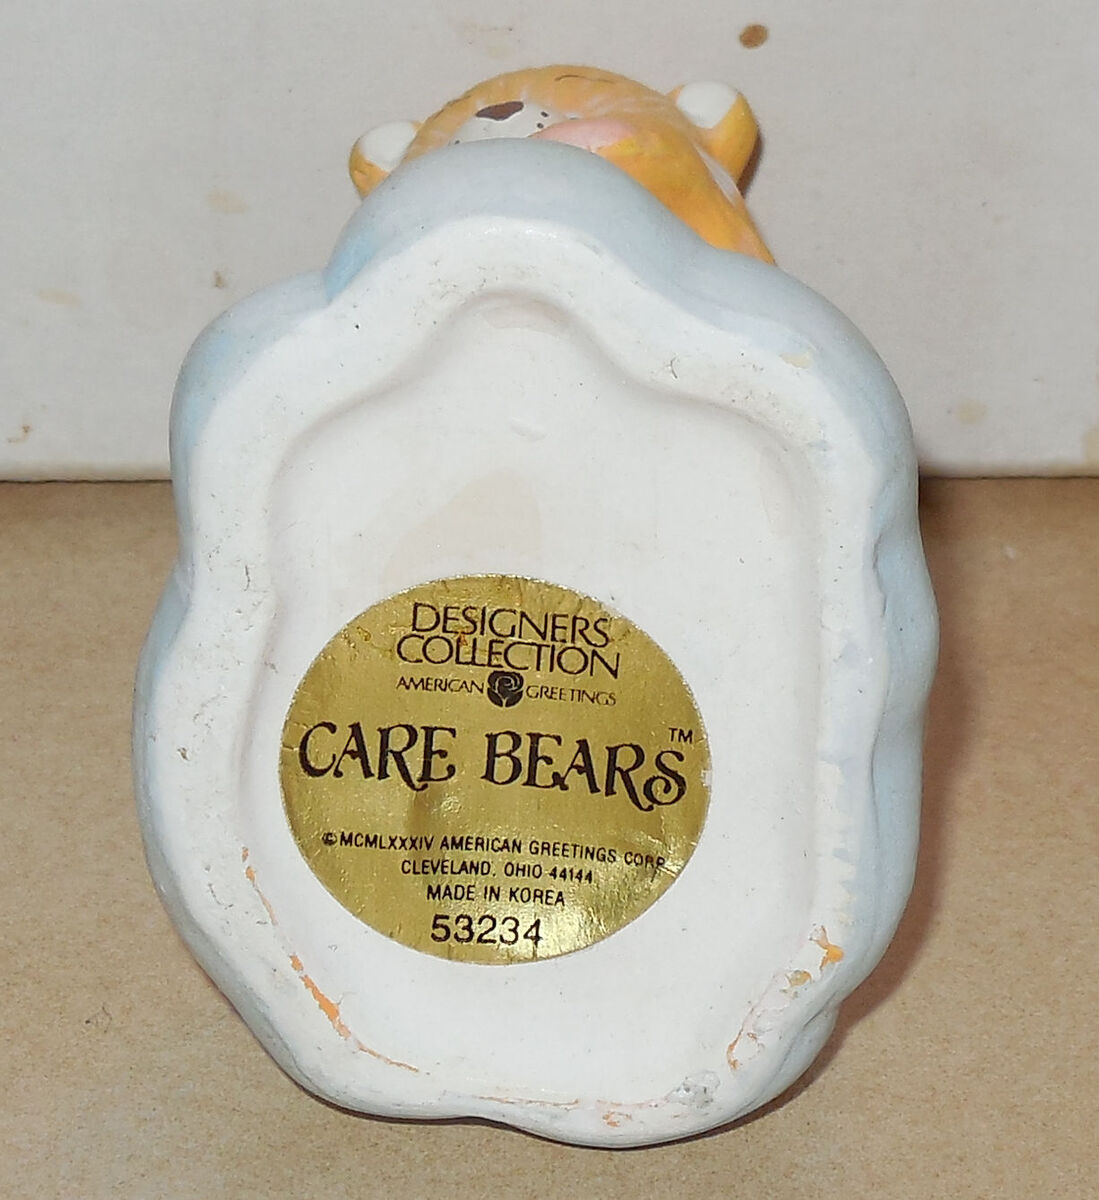 DESIGNERS
COLLECTION
AMERICAN GREETINGS
CARE BEARS™
©MCMLXXXIV AMERICAN GREETINGS CORP.
CLEVELAND, OHIO 44144
MADE IN KOREA
53234